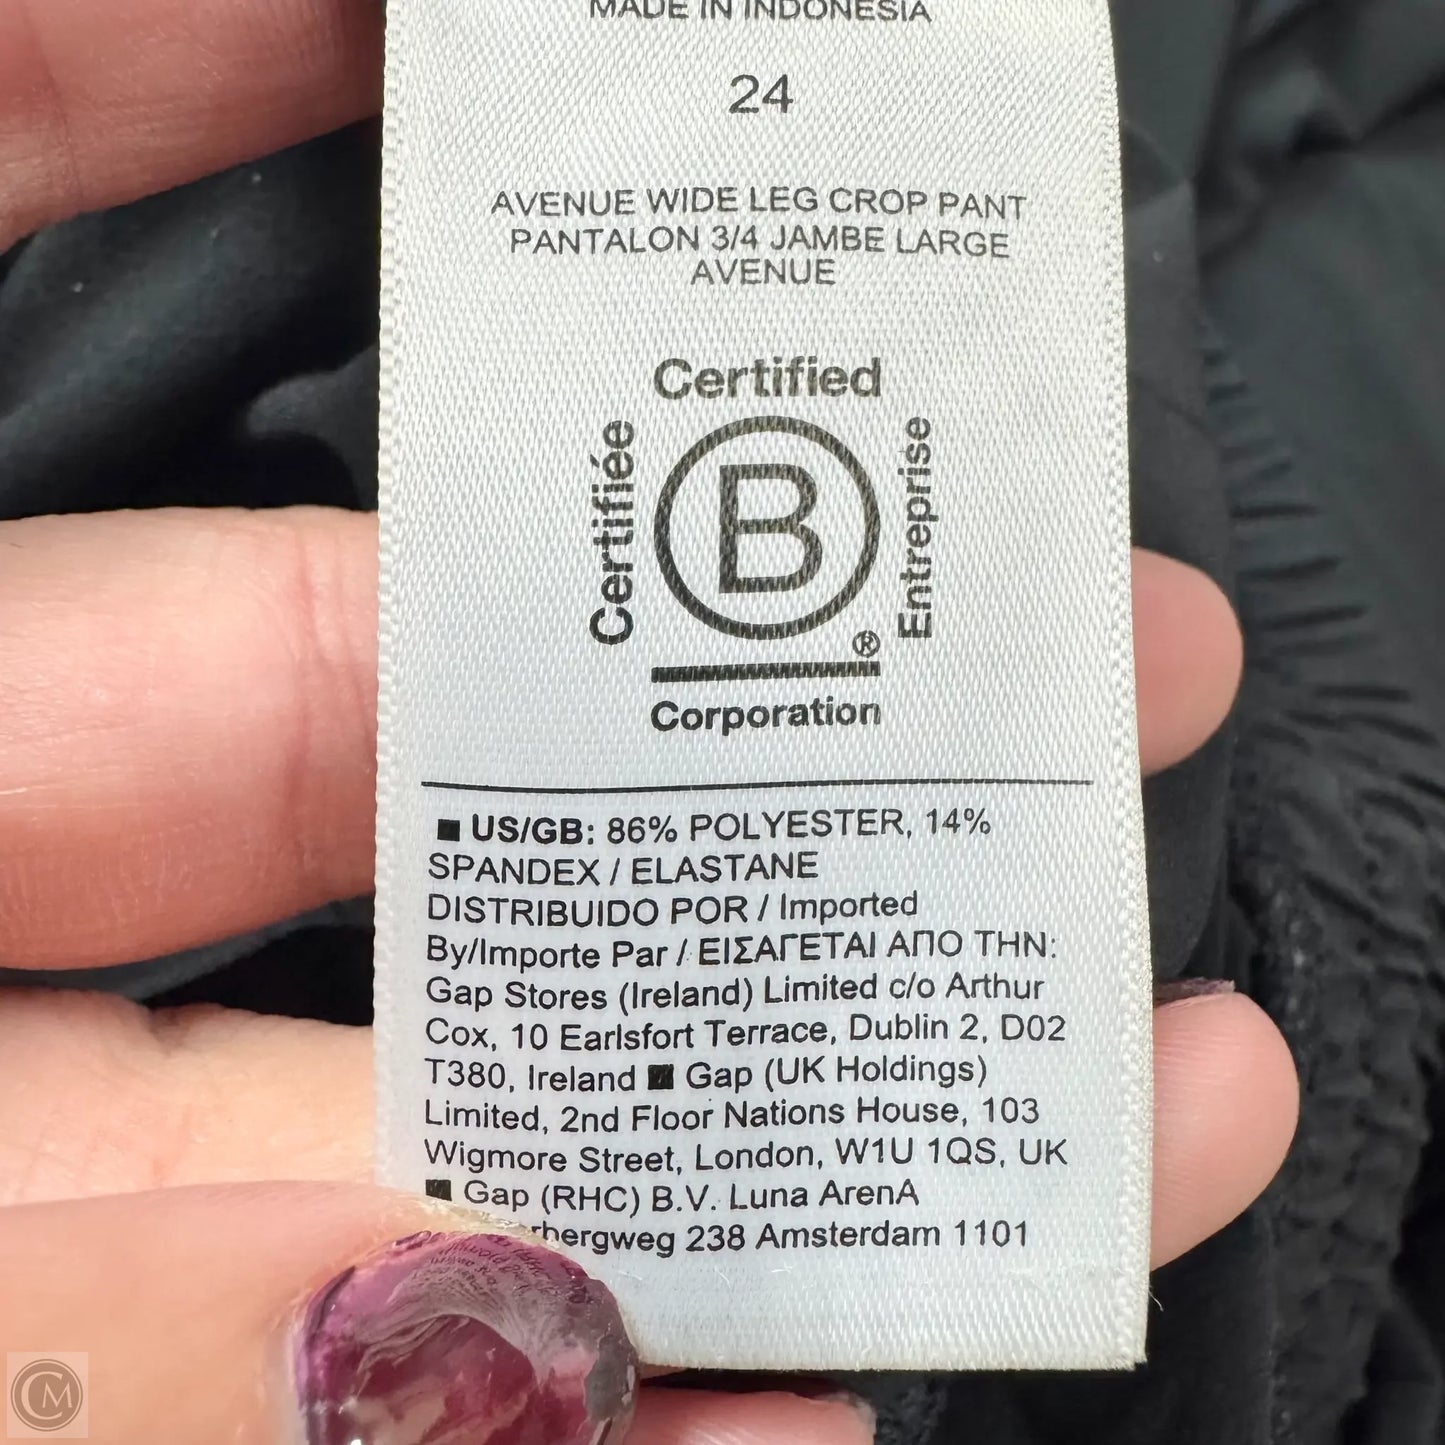 MADE IN INDONESIA
24
AVENUE WIDE LEG CROP PANT
PANTALON 3/4 JAMBE LARGE
AVENUE
Certified
Certifiée
B
Entreprise
®
Corporation
■ US/GB: 86% POLYESTER, 14%
SPANDEX / ELASTANE
DISTRIBUIDO POR / Imported
By/Importe Par / ΕΙΣΑΓΕΤΑΙ ΑΠΟ ΤΗΝ:
Gap Stores (Ireland) Limited c/o Arthur
Cox, 10 Earlsfort Terrace, Dublin 2, D02
T380, Ireland ■ Gap (UK Holdings)
Limited, 2nd Floor Nations House, 103
Wigmore Street, London, W1U 1QS, UK
■ Gap (RHC) B.V. Luna ArenA
238 Amsterdam 1101
CM